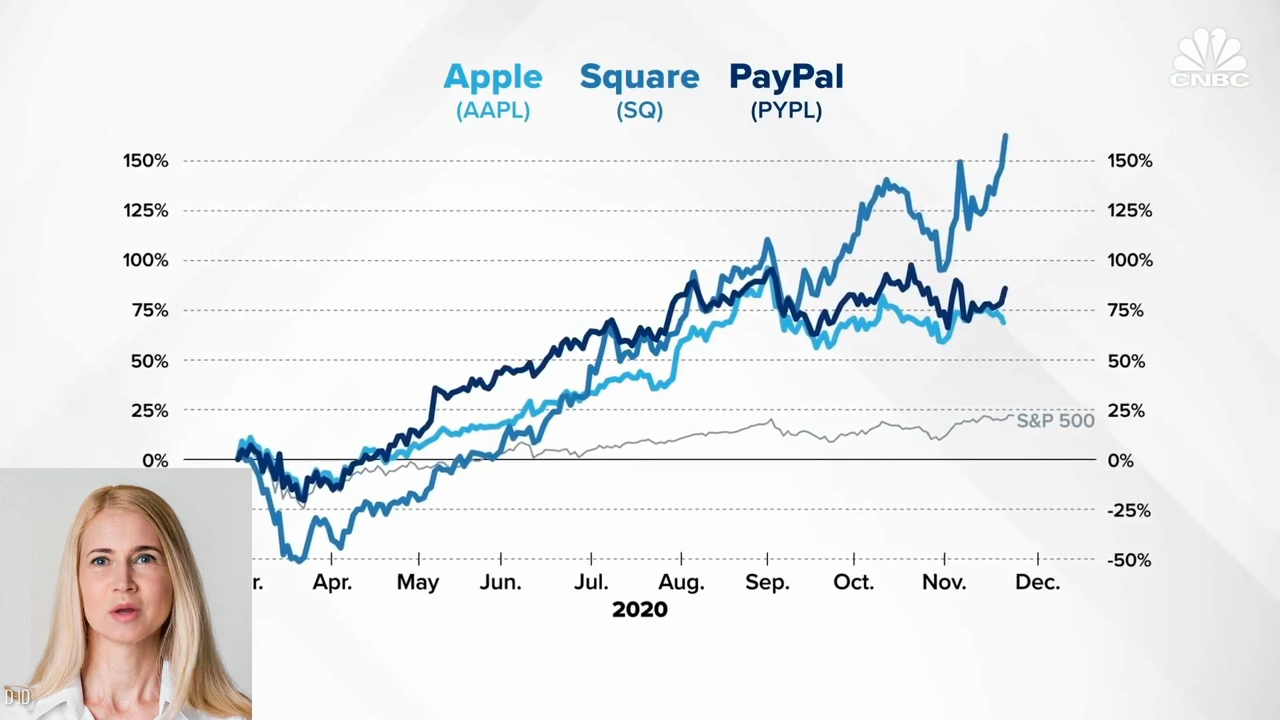 CNBC
Apple Square PayPal
(AAPL) (SQ) (PYPL)
150% 150%
125% 125%
100% 100%
75% 75%
50% 50%
25% 25%
S&P 500
0% 0%
-25%
-50%
r. Apr. May Jun. Jul. Aug. Sep. Oct. Nov. Dec.
2020
D-ID